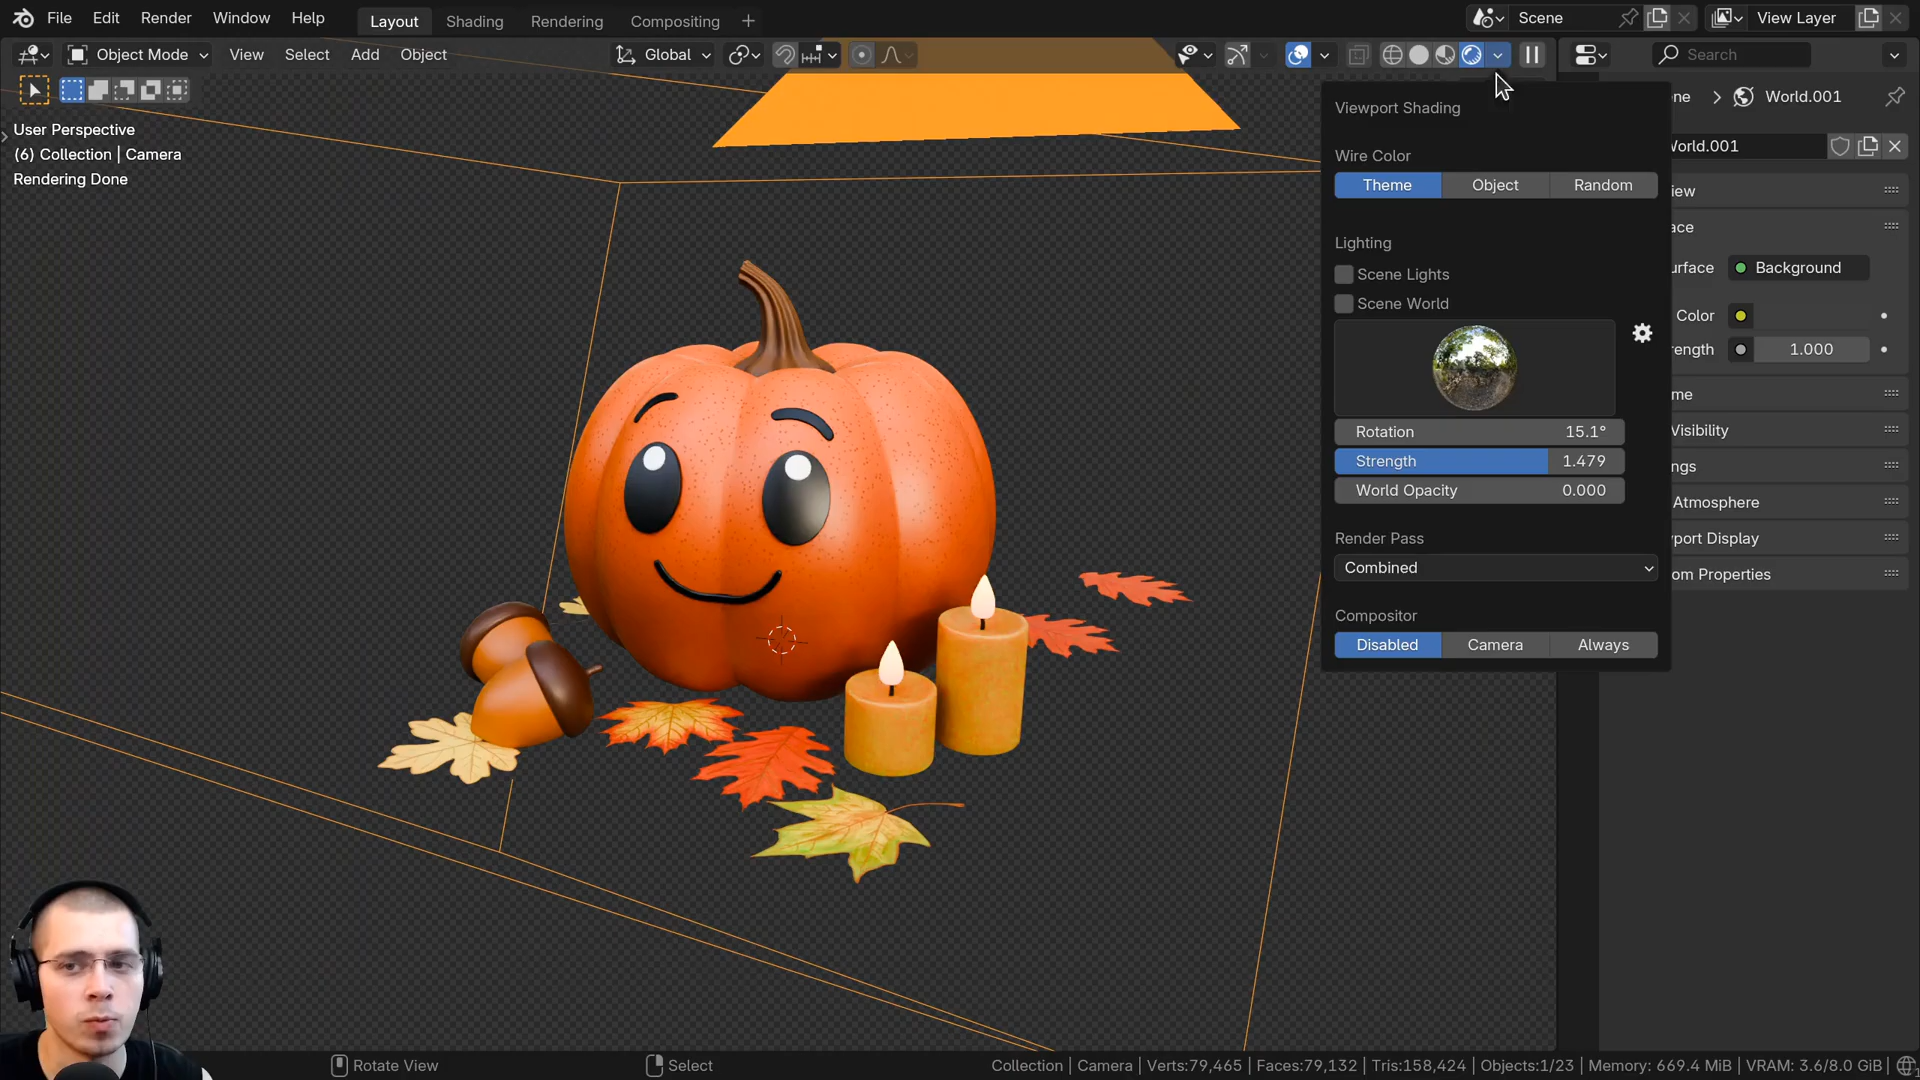 File Edit Render Window Help Layout Shading Rendering Compositing + Scene View Layer
Object Mode View Select Add Object Global Search
User Perspective
(6) Collection | Camera
Rendering Done
Viewport Shading
Wire Color
Theme Object Random
Lighting
Scene Lights
Scene World
Rotation 15.1°
Strength 1.479
World Opacity 0.000
Render Pass
Combined
Compositor
Disabled Camera Always
ne > World.001
World.001
iew
ace
urface Background
Color
rength 1.000
me
Visibility
ngs
Atmosphere
port Display
om Properties
Rotate View Select Collection | Camera | Verts:79,465 | Faces:79,132 | Tris:158,424 | Objects:1/23 | Memory: 669.4 MiB | VRAM: 3.6/8.0 GiB |